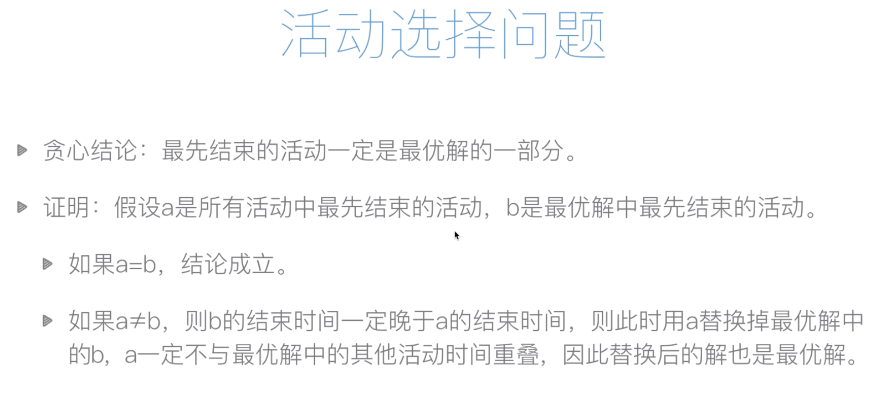 活动选择问题
贪心结论：最先结束的活动一定是最优解的一部分。
证明：假设a是所有活动中最先结束的活动，b是最优解中最先结束的活动。
如果a=b，结论成立。
如果a≠b，则b的结束时间一定晚于a的结束时间，则此时用a替换掉最优解中
的b，a一定不与最优解中的其他活动时间重叠，因此替换后的解也是最优解。